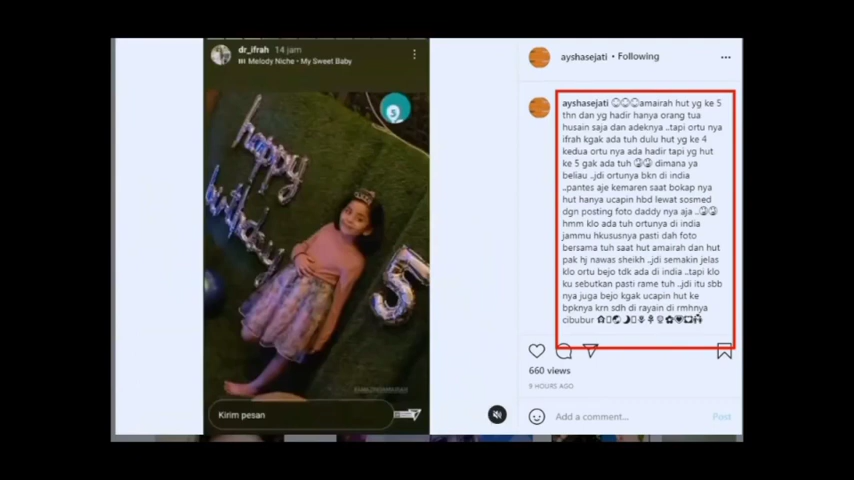 dr_ifrah 14 jam
Melody Niche • My Sweet Baby
happy
birthday
5
Kirim pesan
ayshasejati • Following
ayshasejati 🙄🙄🙄amairah hut yg ke 5
thn dan yg hadir hanya orang tua
husain saja dan adeknya ..tapi ortu nya
ifrah kgak ada tuh dulu hut yg ke 4
kedua ortu nya ada hadir tapi yg hut
ke 5 gak ada tuh 🙄🙄 dimana ya
beliau ..jdi ortunya bkn di india
..pantes aje kemaren saat bokap nya
hut hanya ucapin hbd lewat sosmed
dgn posting foto daddy nya aja ..🙄🙄
hmm klo ada tuh ortunya di india
jammu hkususnya pasti dah foto
bersama tuh saat hut amairah dan hut
pak hj nawas sheikh ..jdi semakin jelas
klo ortu bejo tdk ada di india ..tapi klo
ku sebutkan pasti rame tuh ..jdi itu sbb
nya juga bejo kgak ucapin hut ke
bpknya krn sdh di rayain di rmhnya
cibubur
660 views
9 HOURS AGO
Add a comment... Post